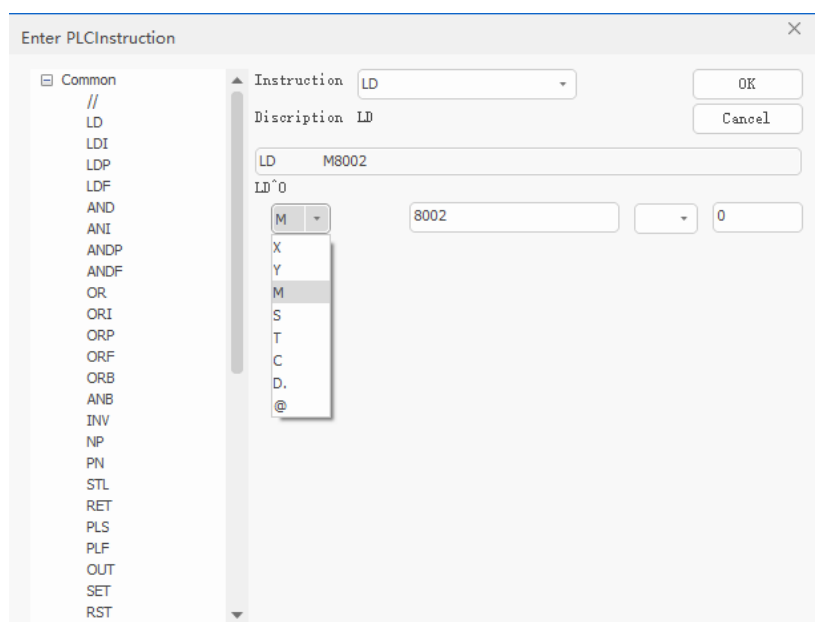 Enter PLCInstruction
Common
//
LD
LDI
LDP
LDF
AND
ANI
ANDP
ANDF
OR
ORI
ORP
ORF
ORB
ANB
INV
NP
PN
STL
RET
PLS
PLF
OUT
SET
RST
Instruction LD
OK
Discription LD
Cancel
LD M8002
LD^0
M 8002 0
X
Y
M
S
T
C
D.
@